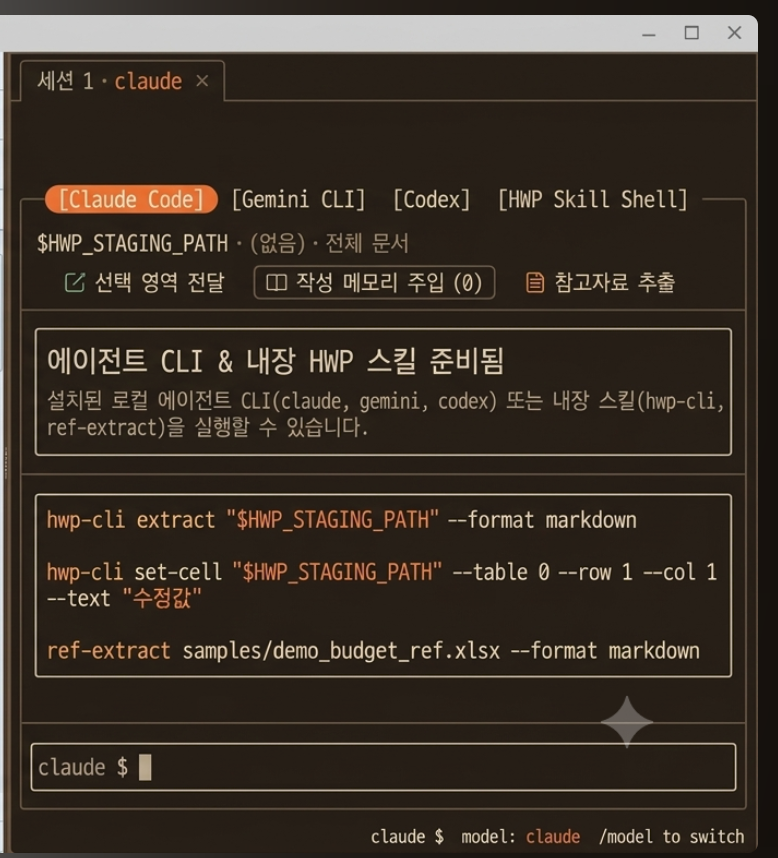 세션 1 · claude ×
[Claude Code] [Gemini CLI] [Codex] [HWP Skill Shell]
$HWP_STAGING_PATH · (없음) · 전체 문서
선택 영역 전달 작성 메모리 주입 (0) 참고자료 추출
에이전트 CLI & 내장 HWP 스킬 준비됨
설치된 로컬 에이전트 CLI(claude, gemini, codex) 또는 내장 스킬(hwp-cli,
ref-extract)을 실행할 수 있습니다.
hwp-cli extract "$HWP_STAGING_PATH" --format markdown
hwp-cli set-cell "$HWP_STAGING_PATH" --table 0 --row 1 --col 1
--text "수정값"
ref-extract samples/demo_budget_ref.xlsx --format markdown
claude $
claude $ model: claude /model to switch